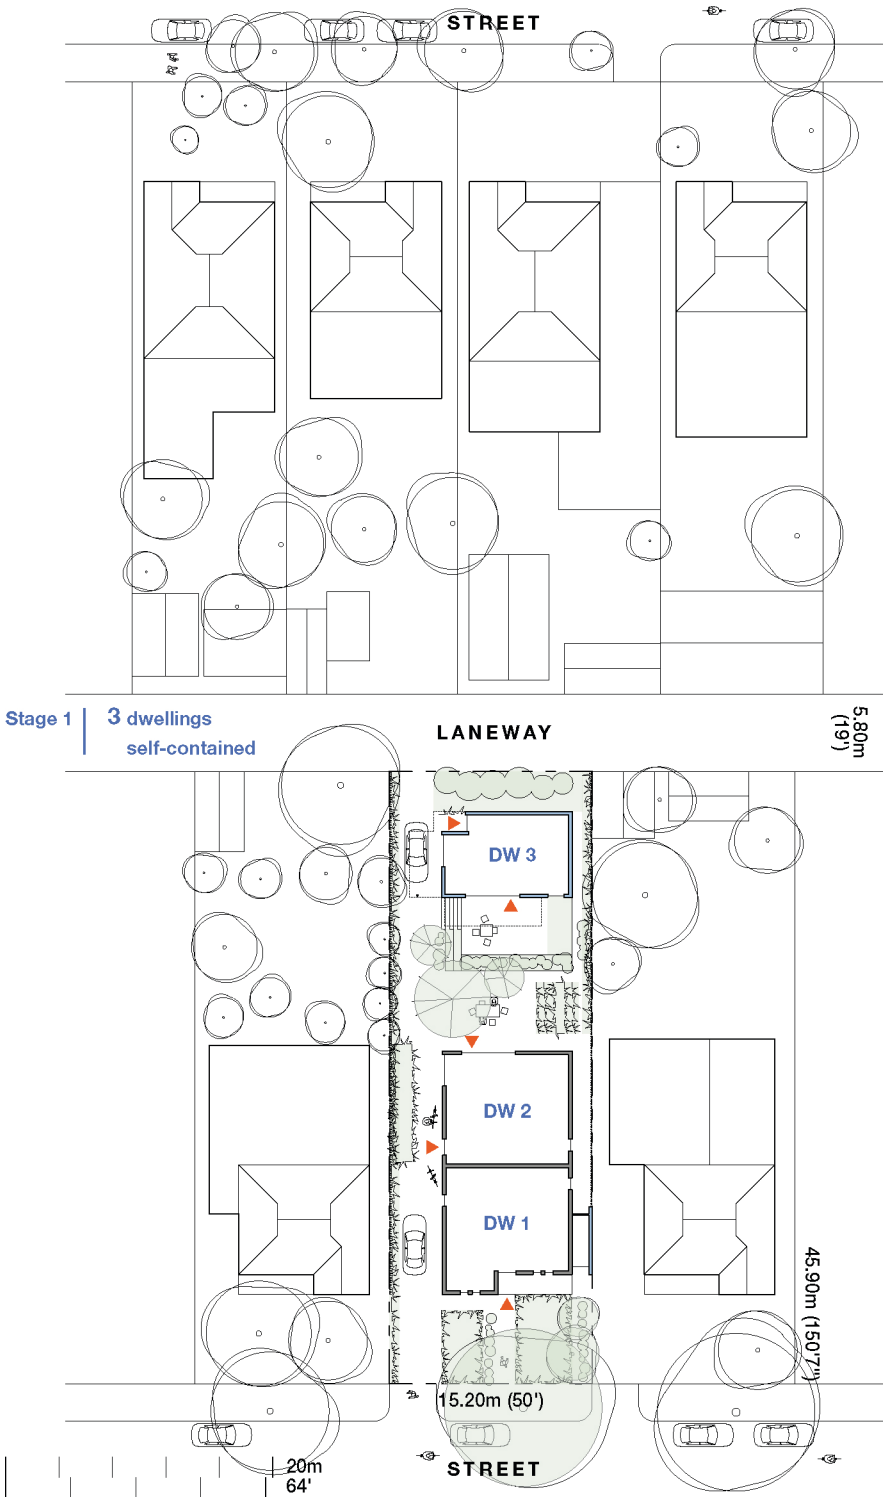 STREET
Stage 1
3 dwellings
self-contained
LANEWAY
5.80m
(19')
DW 3
DW 2
DW 1
45.90m (150'7")
15.20m (50')
STREET
20m
64'